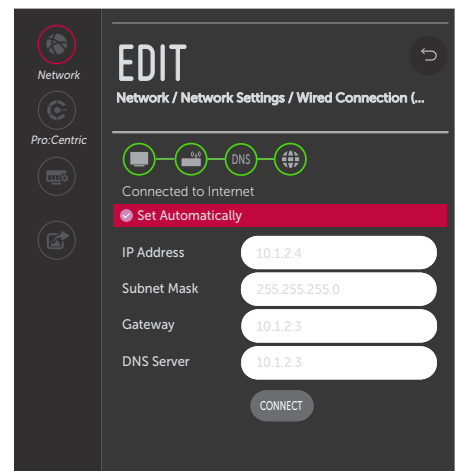 Network
Pro:Centric
EDIT
Network / Network Settings / Wired Connection (...
DNS
Connected to Internet
Set Automatically
IP Address 10.1.2.4
Subnet Mask 255.255.255.0
Gateway 10.1.2.3
DNS Server 10.1.2.3
CONNECT